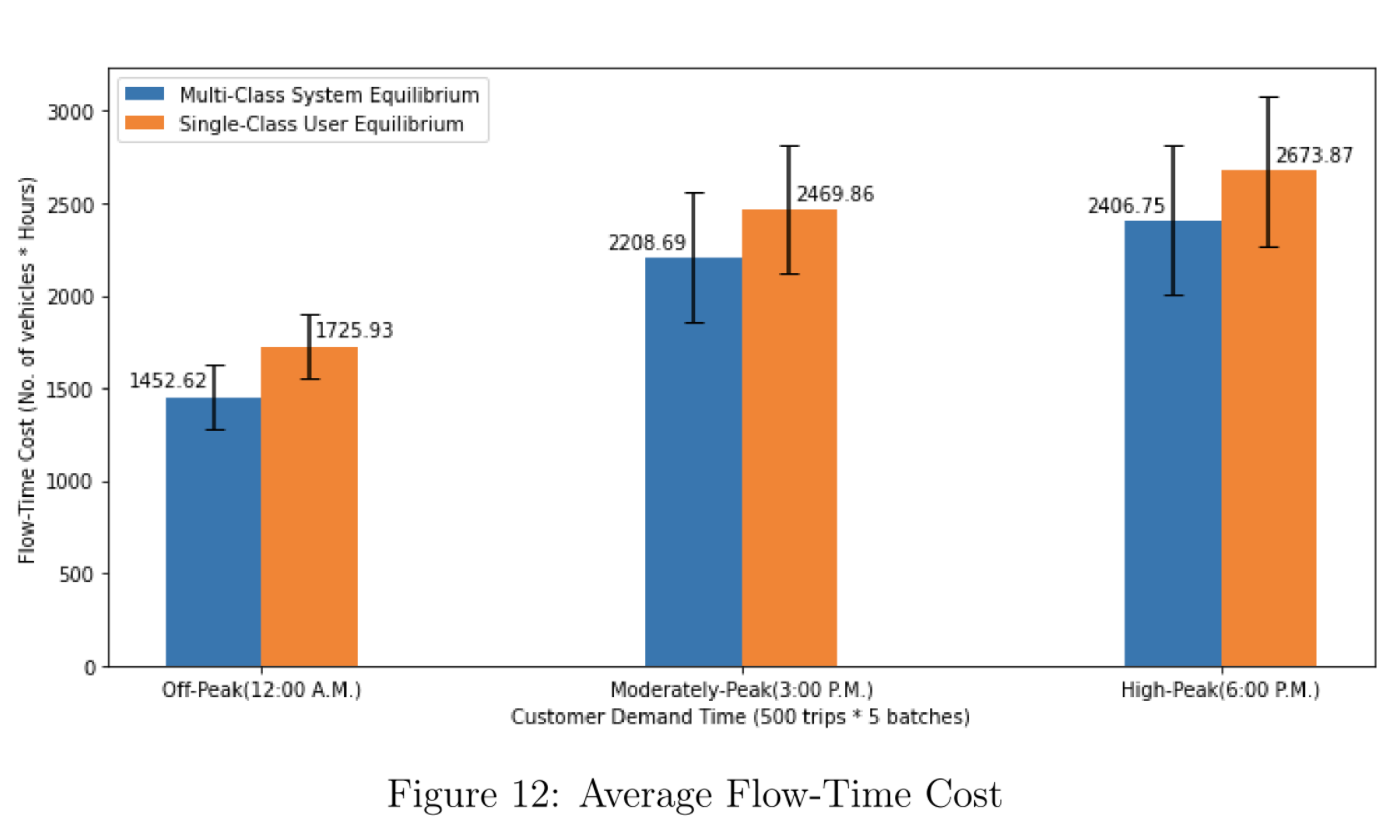 Multi-Class System Equilibrium
Single-Class User Equilibrium
Flow-Time Cost (No. of vehicles * Hours)
3000
2500
2000
1500
1000
500
0
1452.62
1725.93
2208.69
2469.86
2406.75
2673.87
Off-Peak(12:00 A.M.)
Moderately-Peak(3:00 P.M.)
High-Peak(6:00 P.M.)
Customer Demand Time (500 trips * 5 batches)
Figure 12: Average Flow-Time Cost